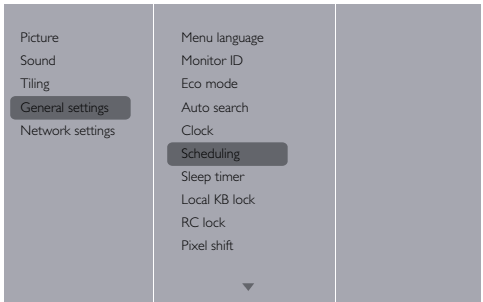 Picture
Sound
Tiling
General settings
Network settings
Menu language
Monitor ID
Eco mode
Auto search
Clock
Scheduling
Sleep timer
Local KB lock
RC lock
Pixel shift